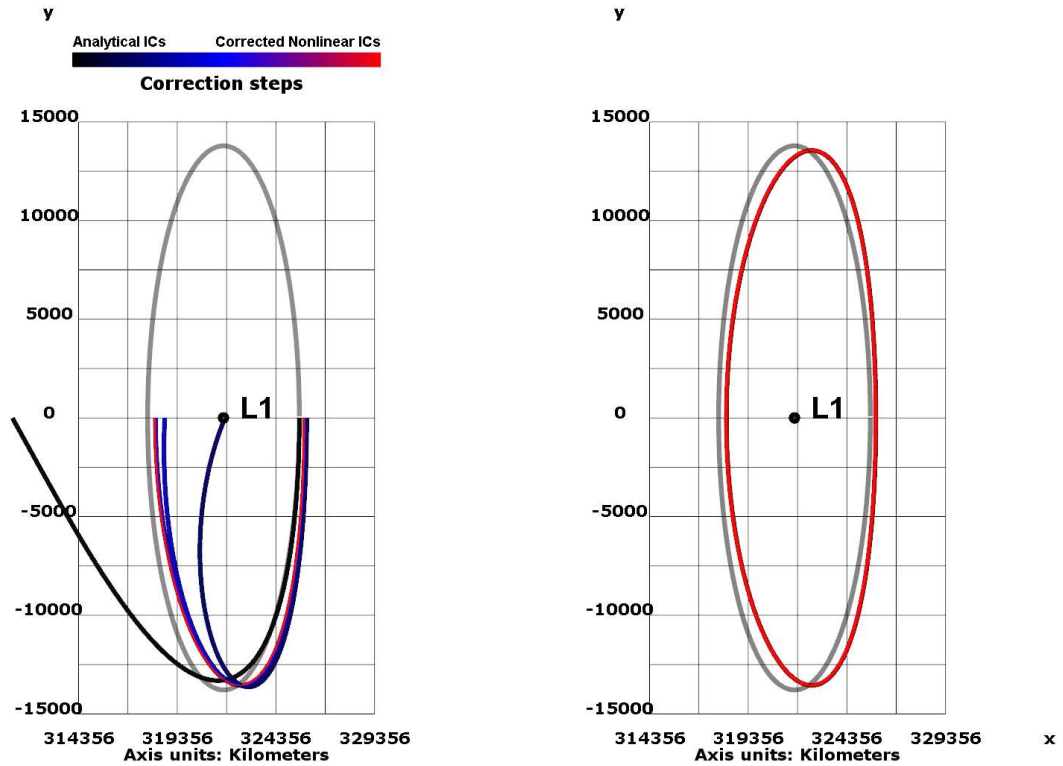 y
Analytical ICs Corrected Nonlinear ICs
Correction steps
15000
10000
5000
0
L1
-5000
-10000
-15000
314356 319356 324356 329356
Axis units: Kilometers
y
15000
10000
5000
0
L1
-5000
-10000
-15000
314356 319356 324356 329356 x
Axis units: Kilometers